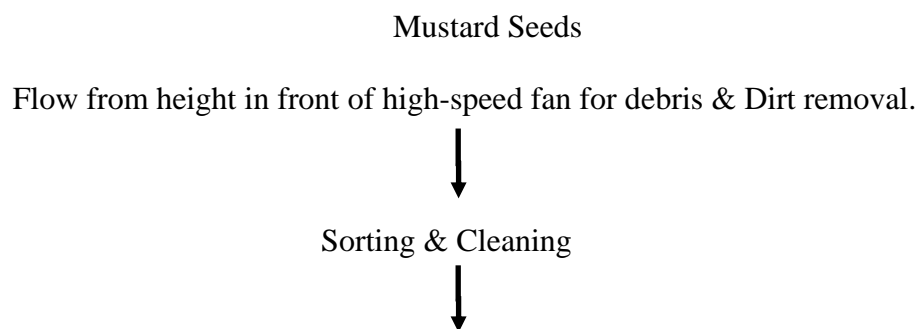 Mustard Seeds
Flow from height in front of high-speed fan for debris & Dirt removal.
Sorting & Cleaning